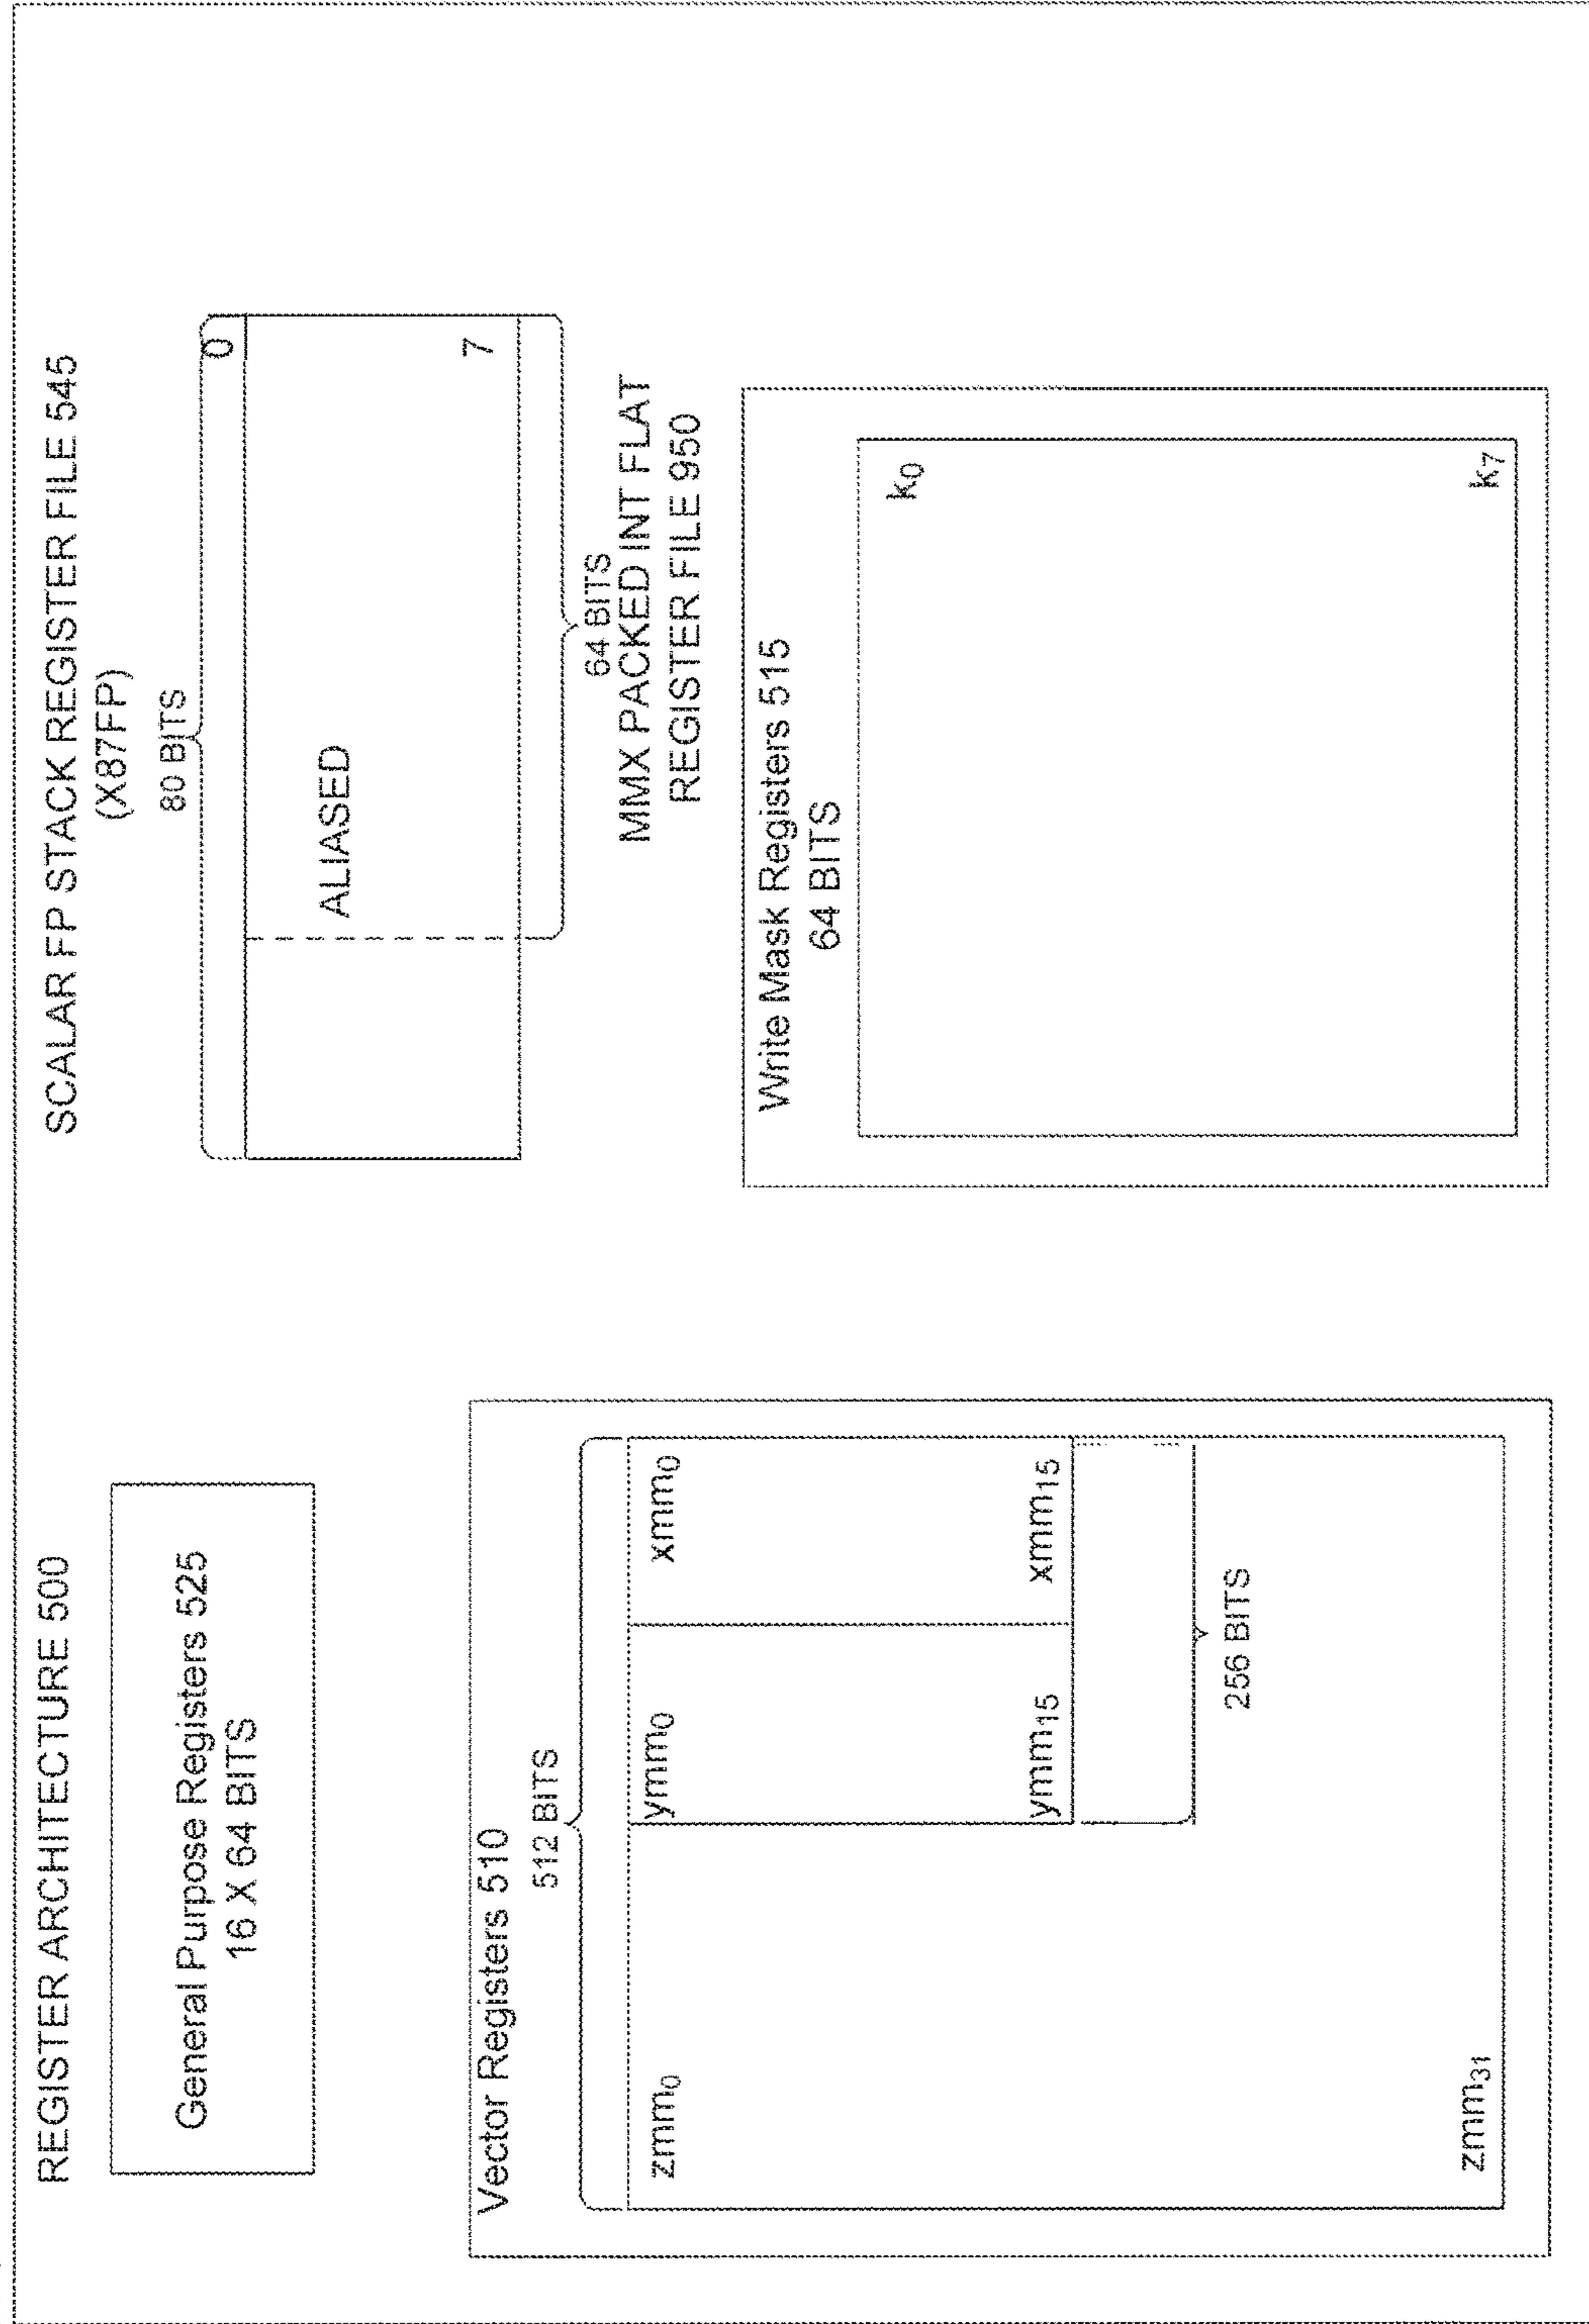 REGISTER ARCHITECTURE 500
General Purpose Registers 525
16 X 64 BITS
Vector Registers 510
512 BITS
zmm0
ymm0
xmm0
ymm15
xmm15
256 BITS
zmm31
SCALAR FP STACK REGISTER FILE 545
(X87FP)
80 BITS
0
ALIASED
7
64 BITS
MMX PACKED INT FLAT
REGISTER FILE 950
Write Mask Registers 515
64 BITS
k0
k7